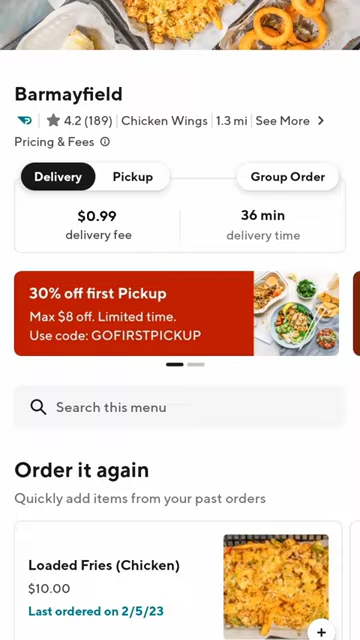 Barmayfield
4.2 (189) Chicken Wings 1.3 mi See More
Pricing & Fees
Delivery Pickup Group Order
$0.99 36 min
delivery fee delivery time
30% off first Pickup
Max $8 off. Limited time.
Use code: GOFIRSTPICKUP
Search this menu
Order it again
Quickly add items from your past orders
Loaded Fries (Chicken)
$10.00
Last ordered on 2/5/23